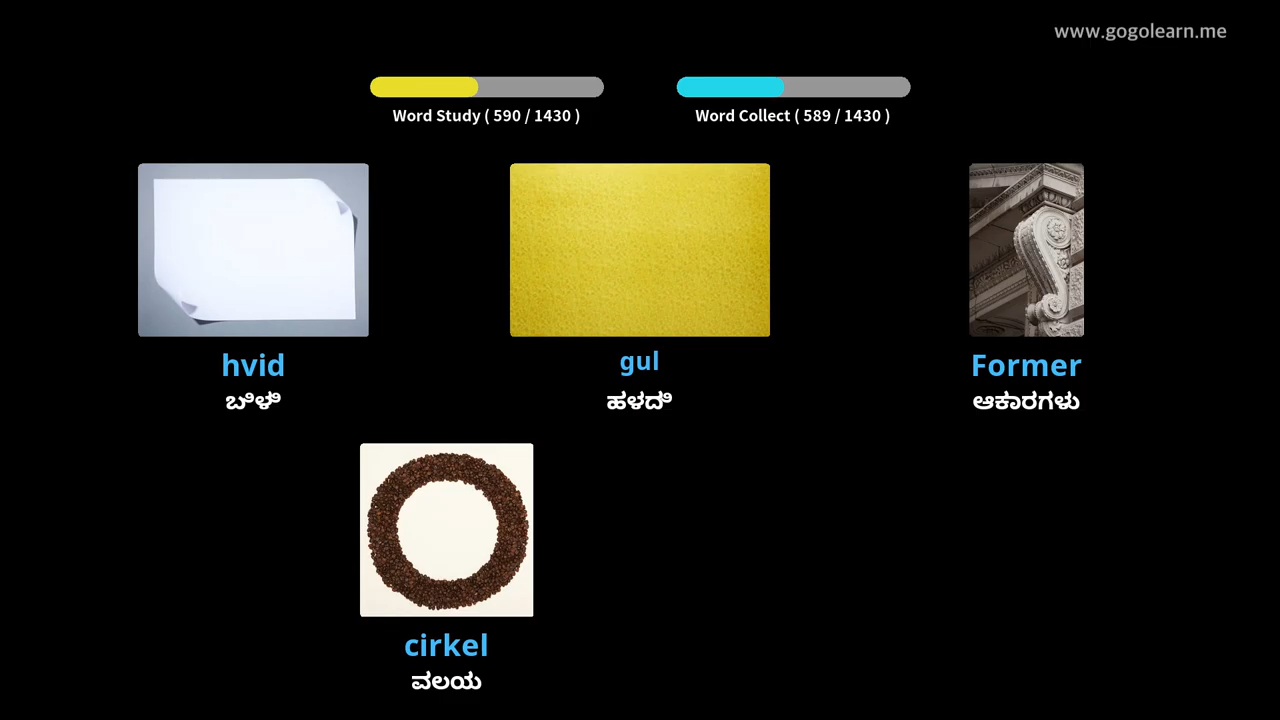 www.gogolearn.me
Word Study ( 590 / 1430 )
Word Collect ( 589 / 1430 )
hvid
gul
Former
ಬಿಳಿ
ಹಳದಿ
ಆಕಾರಗಳು
cirkel
ವಲಯ